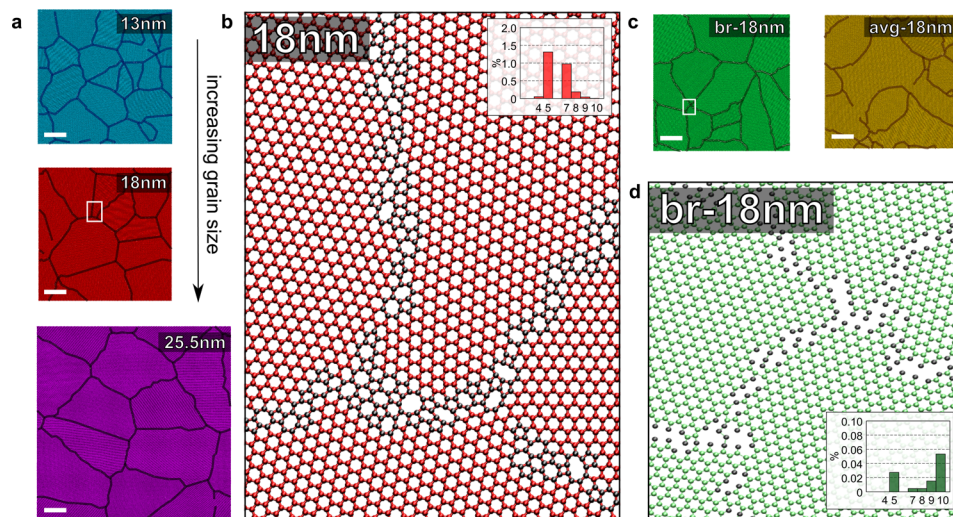 a
13nm
18nm
25.5nm
increasing grain size
b
18nm
2.0
1.5
1.0
0.5
0
%
4 5 7 8 9 10
c
br-18nm
avg-18nm
d
br-18nm
0.10
0.08
0.06
0.04
0.02
0
%
4 5 7 8 9 10